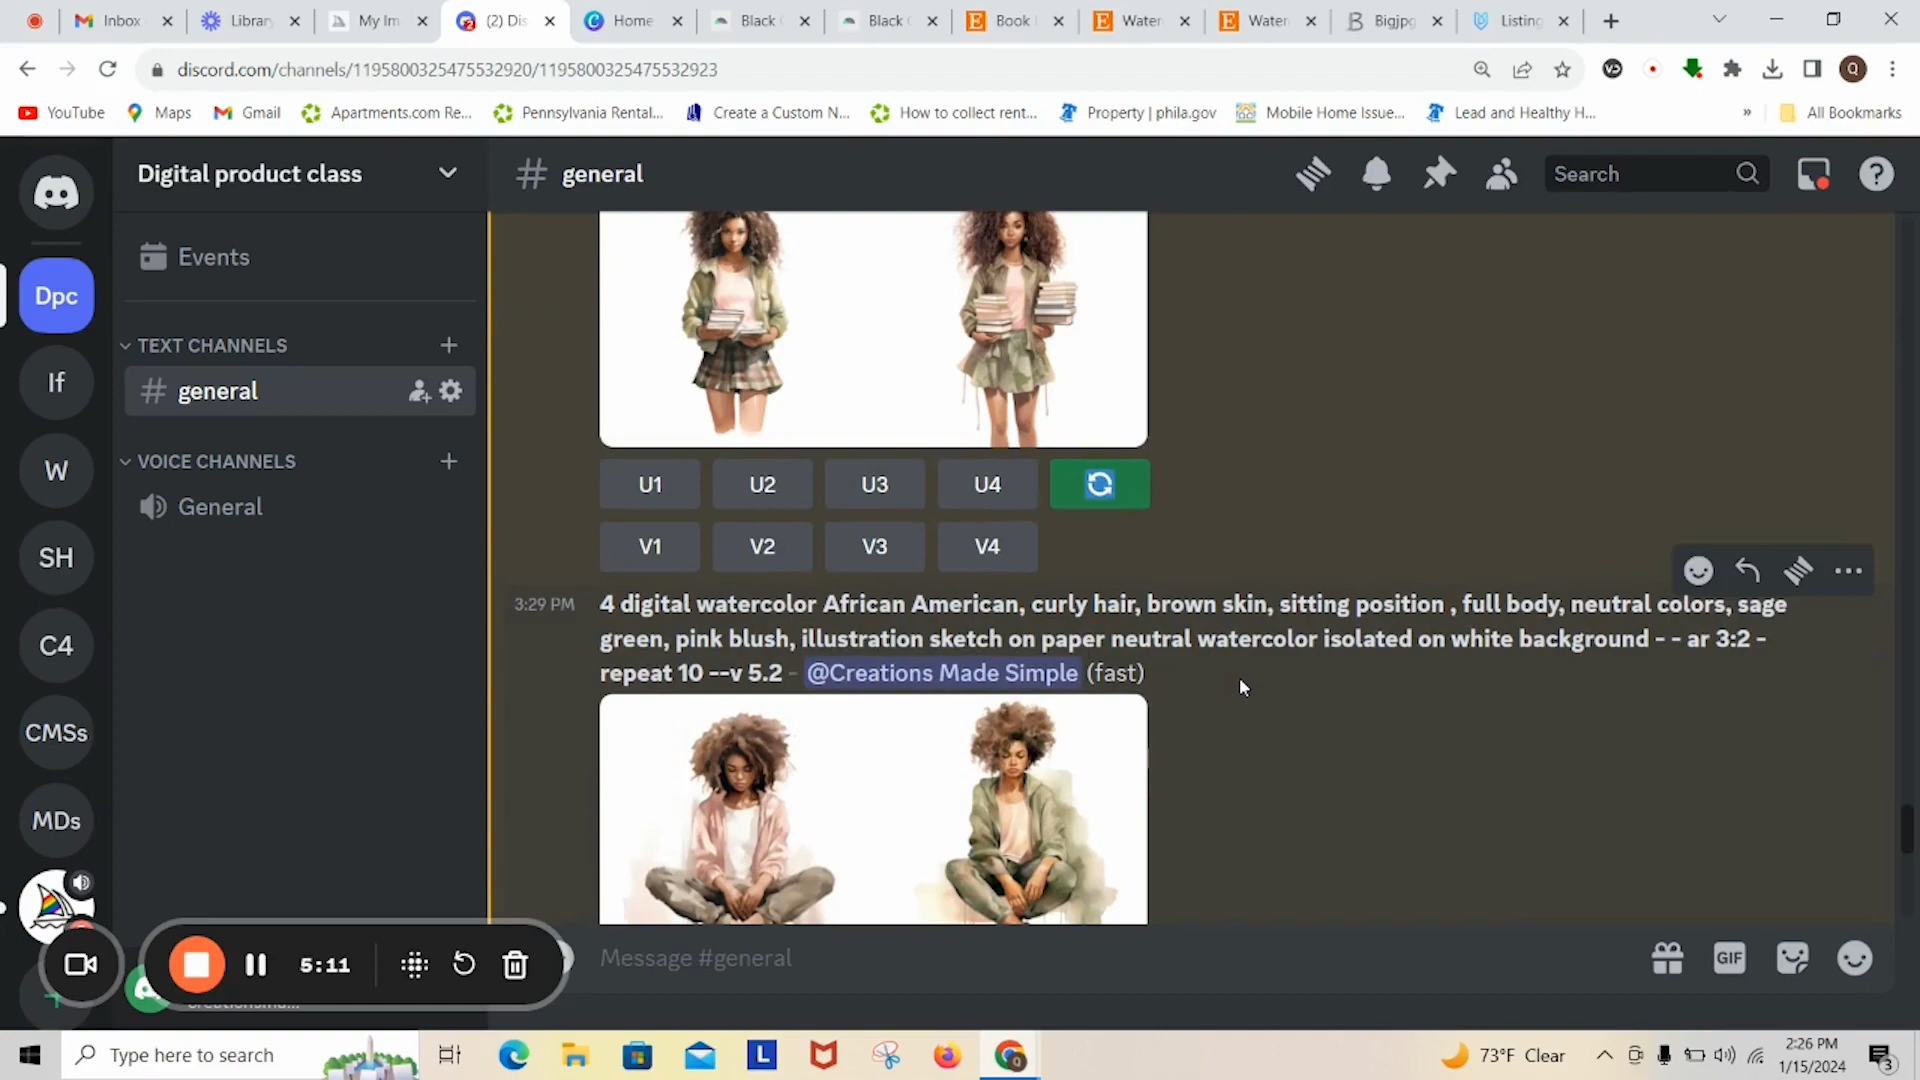 Inbox
Librar
My Im
(2) Dis
Home
Black
Black
Book
Water
Water
Bigjpg
Listing
discord.com/channels/1195800325475532920/1195800325475532923
Q
YouTube
Maps
Gmail
Apartments.com Re...
Pennsylvania Rental...
Create a Custom N...
How to collect rent...
Property | phila.gov
Mobile Home Issue...
Lead and Healthy H...
»
All Bookmarks
Digital product class
# general
Search
Events
Dpc
TEXT CHANNELS
If
# general
W
VOICE CHANNELS
General
SH
C4
CMSs
MDs
U1 U2 U3 U4
V1 V2 V3 V4
3:29 PM
4 digital watercolor African American, curly hair, brown skin, sitting position , full body, neutral colors, sage
green, pink blush, illustration sketch on paper neutral watercolor isolated on white background - - ar 3:2 -
repeat 10 --v 5.2 - @Creations Made Simple (fast)
5:11
Message #general
GIF
Type here to search
L
73°F Clear
2:26 PM
1/15/2024
3